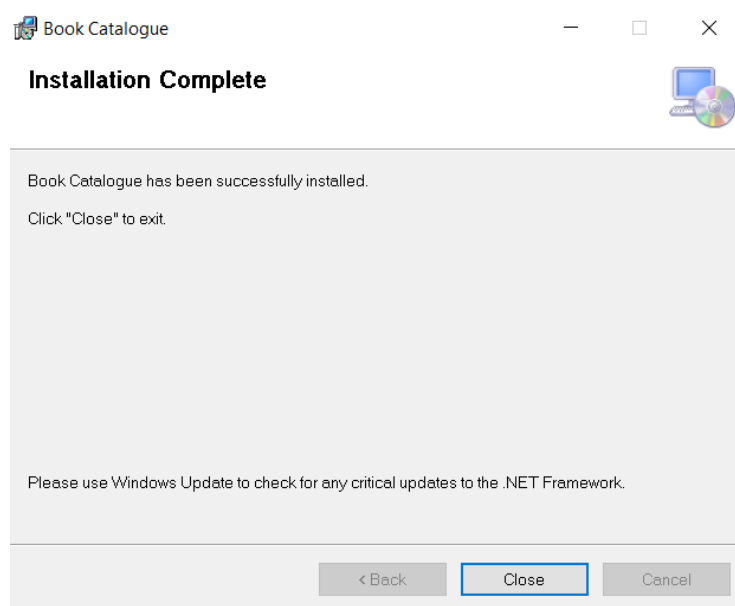 Book Catalogue
Installation Complete
Book Catalogue has been successfully installed.
Click "Close" to exit.
Please use Windows Update to check for any critical updates to the .NET Framework.
< Back
Close
Cancel